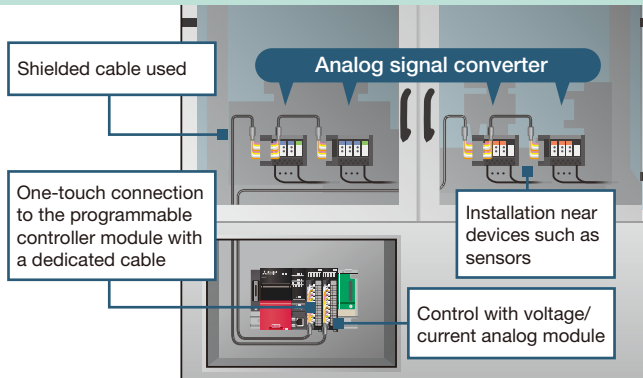 Analog signal converter
Shielded cable used
One-touch connection
to the programmable
controller module with
a dedicated cable
Installation near
devices such as
sensors
Control with voltage/
current analog module